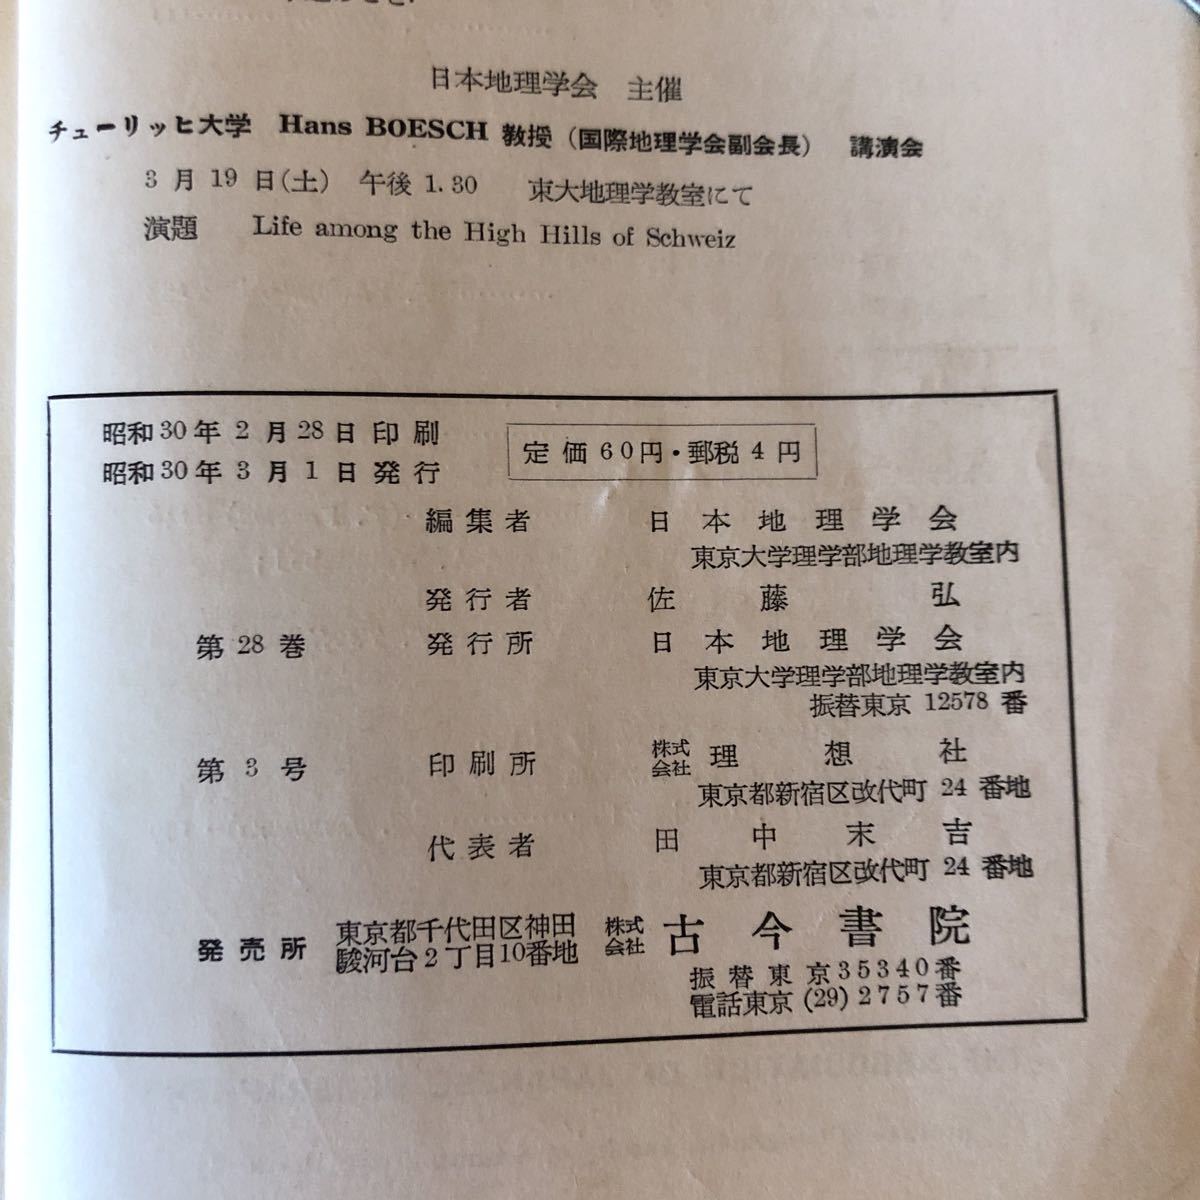 日本地理学会 主催
チューリッヒ大学 Hans BOESCH 教授（国際地理学会副会長） 講演会
3月19日(土) 午後1.30 東大地理学教室にて
演題 Life among the High Hills of Schweiz
昭和30年2月28日印刷
昭和30年3月1日発行
定価60円・郵税4円
編集者 日本地理学会
東京大学理学部地理学教室内
発行者 佐藤弘
第28巻 発行所 日本地理学会
東京大学理学部地理学教室内
振替東京 12578 番
第3号 印刷所 株式会社 理想社
東京都新宿区改代町 24 番地
代表者 田中末吉
東京都新宿区改代町 24 番地
発売所 東京都千代田区神田駿河台2丁目10番地 株式会社 古今書院
振替東京35340番
電話東京(29)2757番